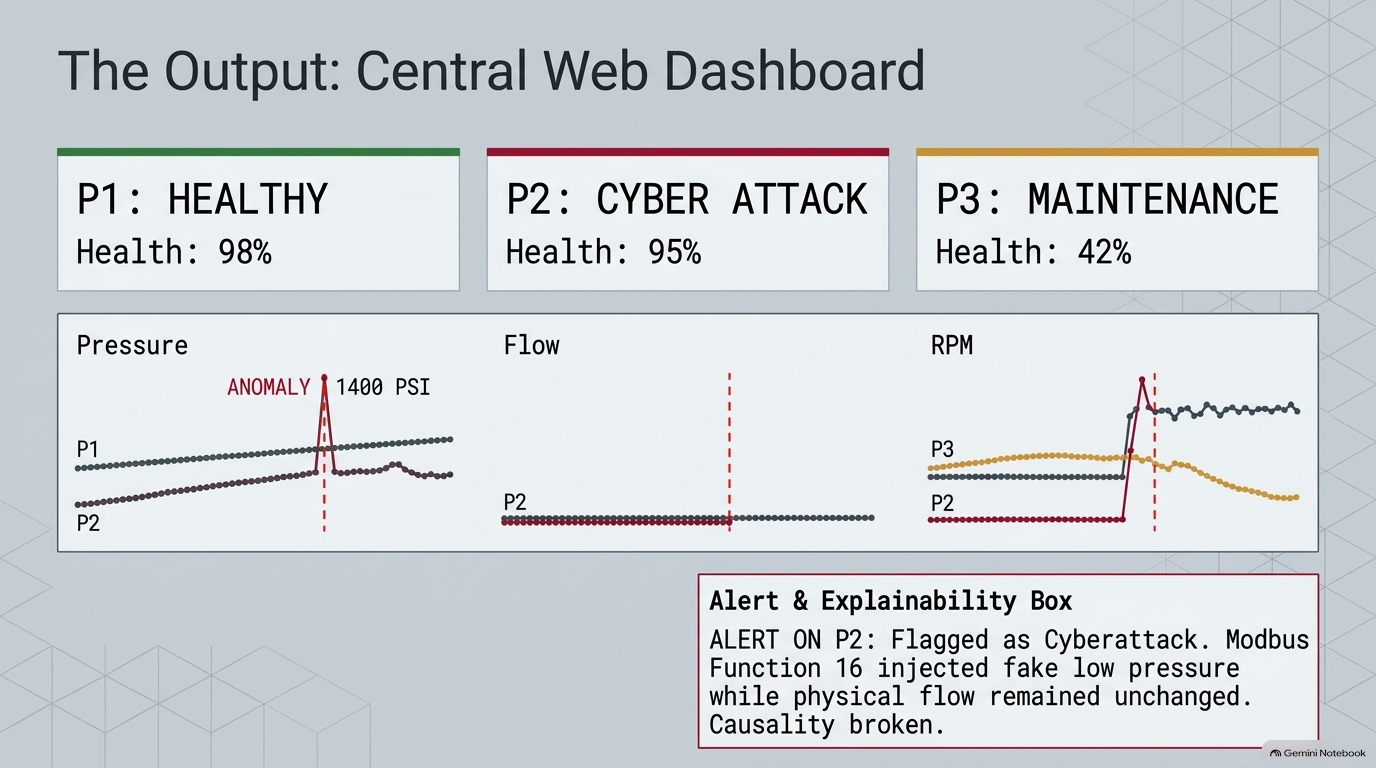 The Output: Central Web Dashboard
P1: HEALTHY
Health: 98%
P2: CYBER ATTACK
Health: 95%
P3: MAINTENANCE
Health: 42%
Pressure
ANOMALY 1400 PSI
P1
P2
Flow
P2
RPM
P3
P2
Alert & Explainability Box
ALERT ON P2: Flagged as Cyberattack. Modbus
Function 16 injected fake low pressure
while physical flow remained unchanged.
Causality broken.
Gemini Notebook